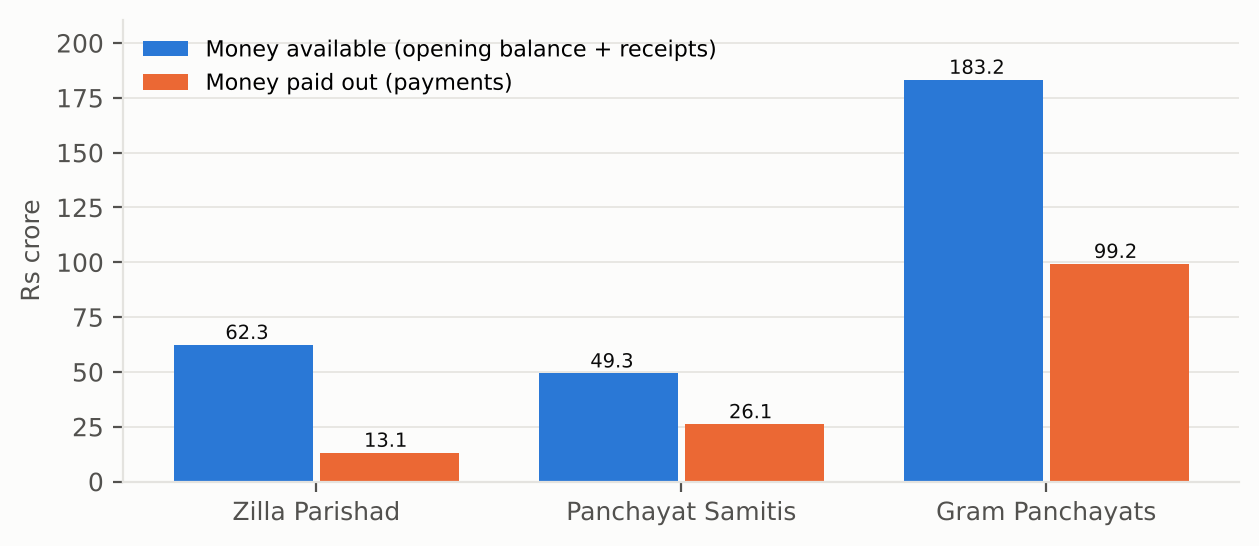 Money available (opening balance + receipts)
Money paid out (payments)
Rs crore
200
175
150
125
100
75
50
25
0
62.3
13.1
49.3
26.1
183.2
99.2
Zilla Parishad
Panchayat Samitis
Gram Panchayats